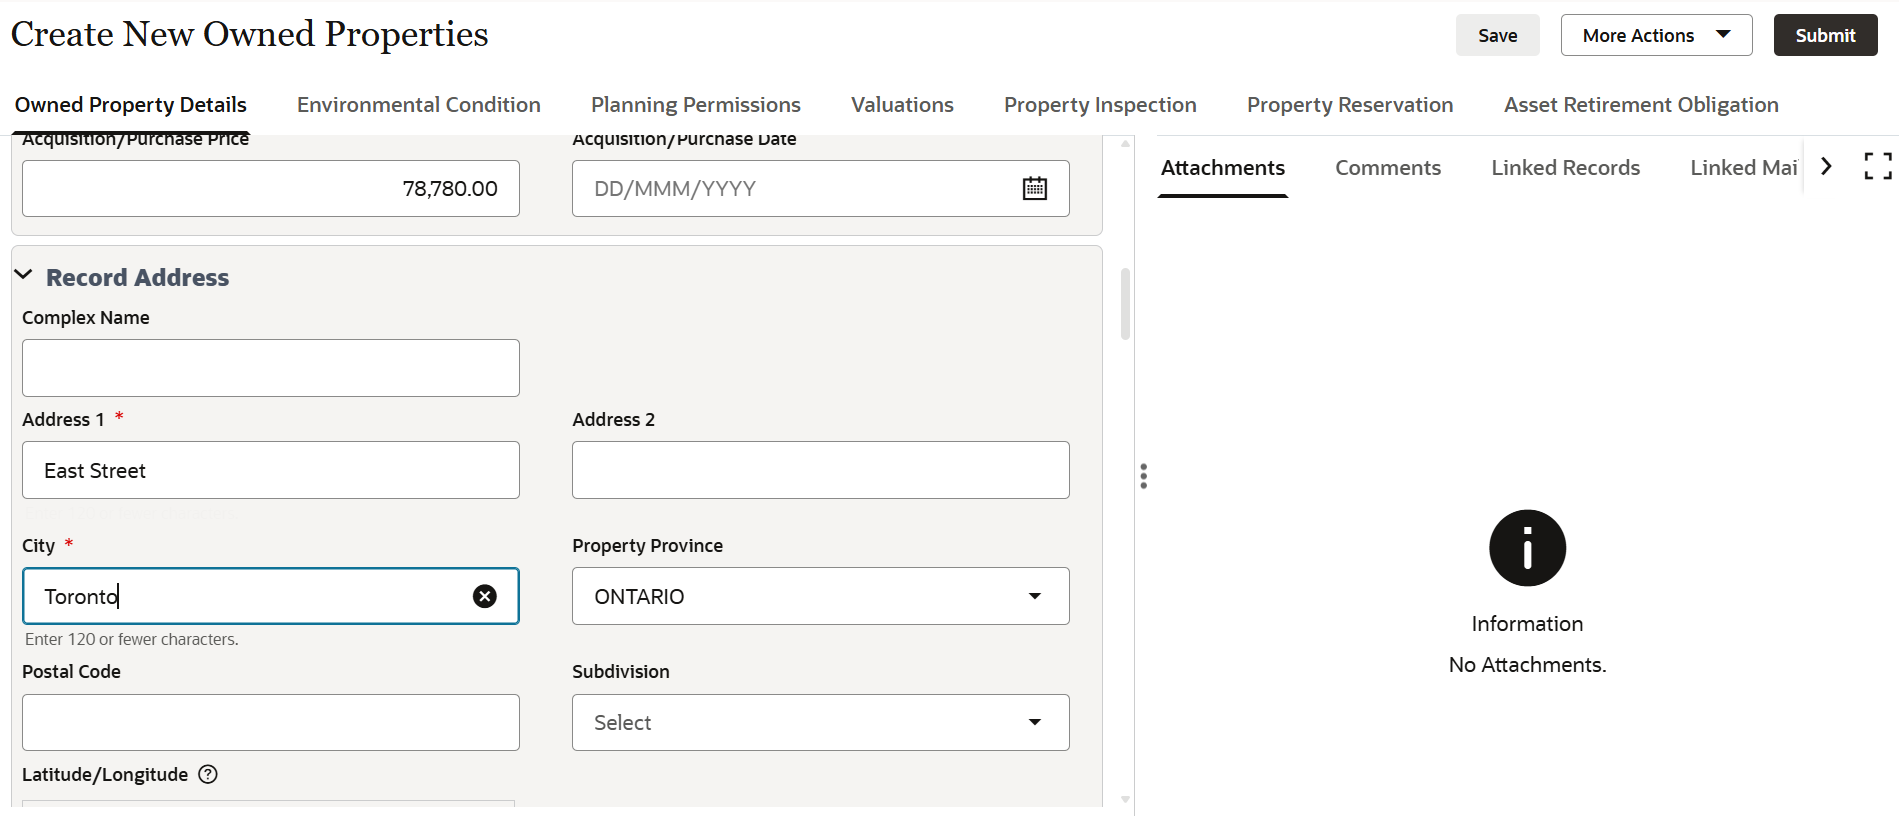 Create New Owned Properties
Save
More Actions
Submit
Owned Property Details
Environmental Condition
Planning Permissions
Valuations
Property Inspection
Property Reservation
Asset Retirement Obligation
Acquisition/Purchase Price
Acquisition/Purchase Date
78,780.00
DD/MMM/YYYY
Record Address
Complex Name
Address 1 *
Address 2
East Street
City *
Property Province
Toronto
ONTARIO
Enter 120 or fewer characters.
Postal Code
Subdivision
Select
Latitude/Longitude
Attachments
Comments
Linked Records
Linked Mai
Information
No Attachments.